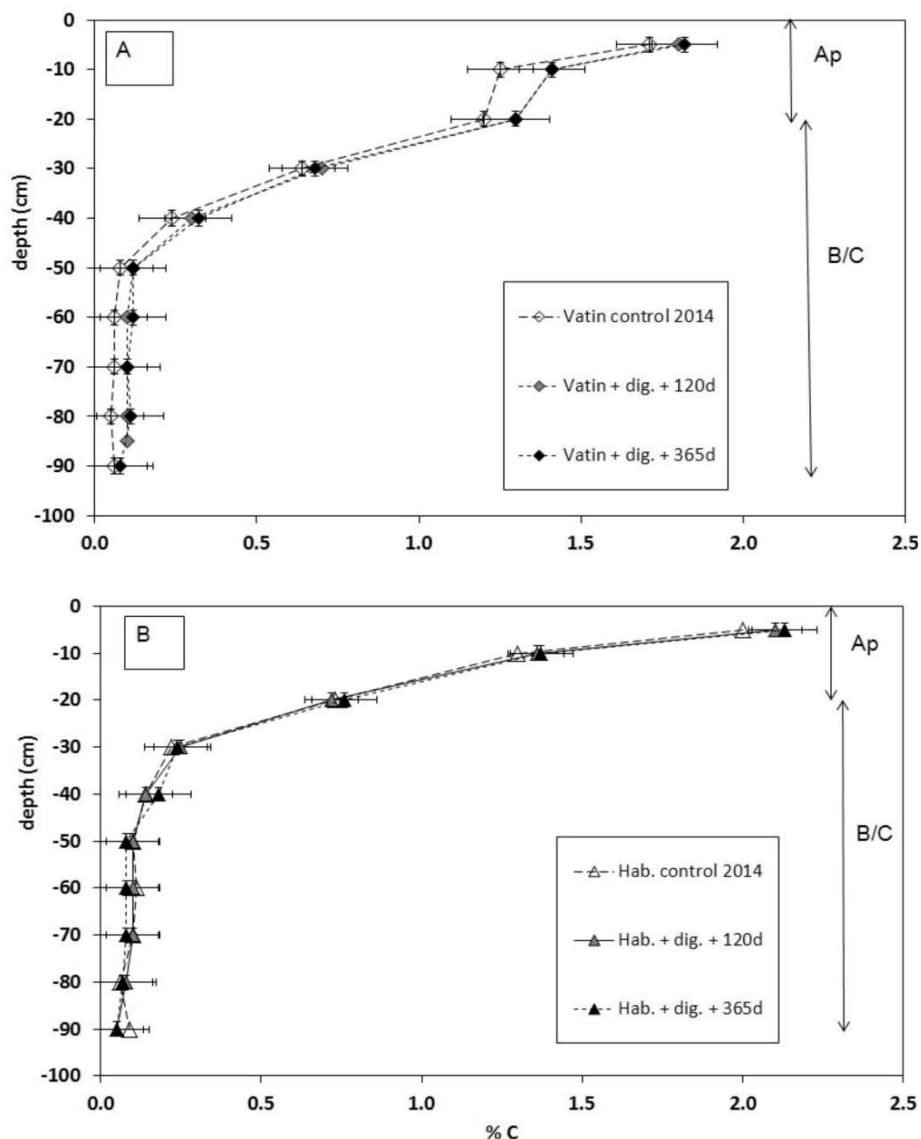 A
depth (cm)
0
-10
-20
-30
-40
-50
-60
-70
-80
-90
-100
0.0 0.5 1.0 1.5 2.0 2.5
Ap
B/C
Vatin control 2014
Vatin + dig. + 120d
Vatin + dig. + 365d
B
depth (cm)
0
-10
-20
-30
-40
-50
-60
-70
-80
-90
-100
0.0 0.5 1.0 1.5 2.0 2.5
% C
Ap
B/C
Hab. control 2014
Hab. + dig. + 120d
Hab. + dig. + 365d